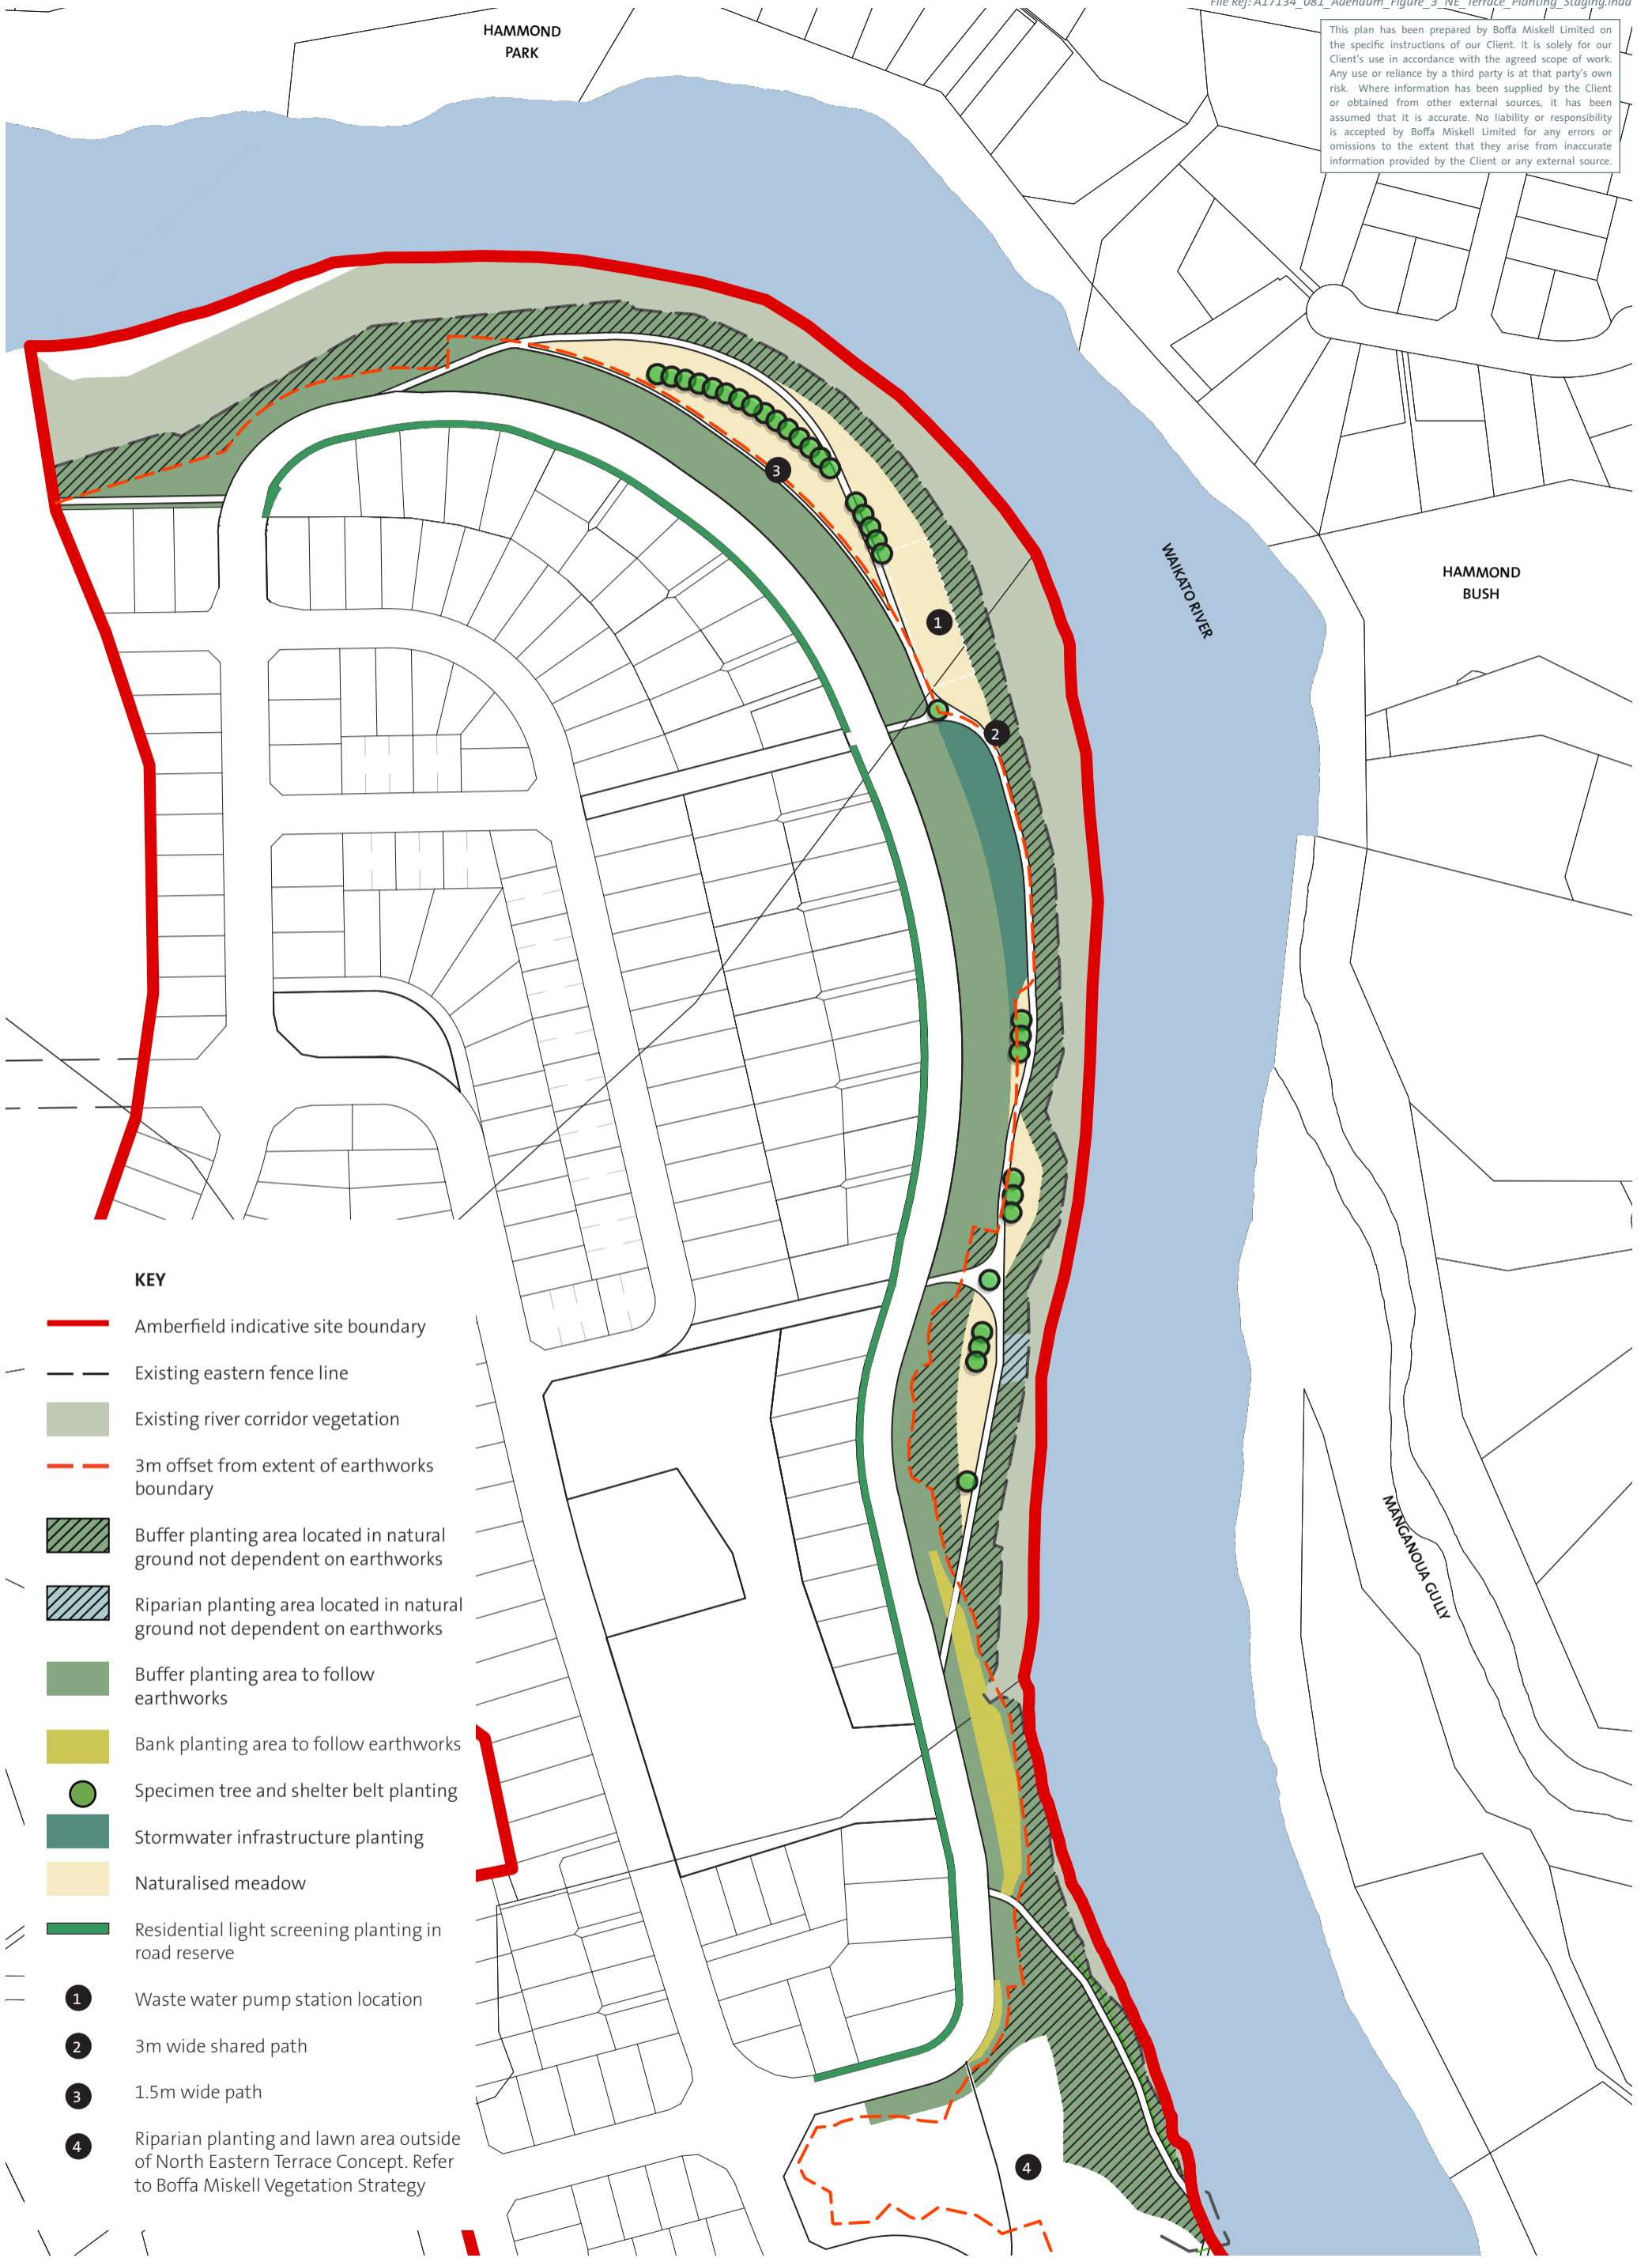 File Ref: A17134_081_Adendum_Figure_3_NE_Terrace_Planting_Staging.indd
This plan has been prepared by Boffa Miskell Limited on
the specific instructions of our Client. It is solely for our
Client's use in accordance with the agreed scope of work.
Any use or reliance by a third party is at that party's own
risk. Where information has been supplied by the Client
or obtained from other external sources, it has been
assumed that it is accurate. No liability or responsibility
is accepted by Boffa Miskell Limited for any errors or
omissions to the extent that they arise from inaccurate
information provided by the Client or any external source.
HAMMOND
PARK
HAMMOND
BUSH
WAIKATO RIVER
3
1
2
MANGANOUA GULLY
4
KEY
Amberfield indicative site boundary
Existing eastern fence line
Existing river corridor vegetation
3m offset from extent of earthworks
boundary
Buffer planting area located in natural
ground not dependent on earthworks
Riparian planting area located in natural
ground not dependent on earthworks
Buffer planting area to follow
earthworks
Bank planting area to follow earthworks
Specimen tree and shelter belt planting
Stormwater infrastructure planting
Naturalised meadow
Residential light screening planting in
road reserve
1 Waste water pump station location
2 3m wide shared path
3 1.5m wide path
4 Riparian planting and lawn area outside
of North Eastern Terrace Concept. Refer
to Boffa Miskell Vegetation Strategy